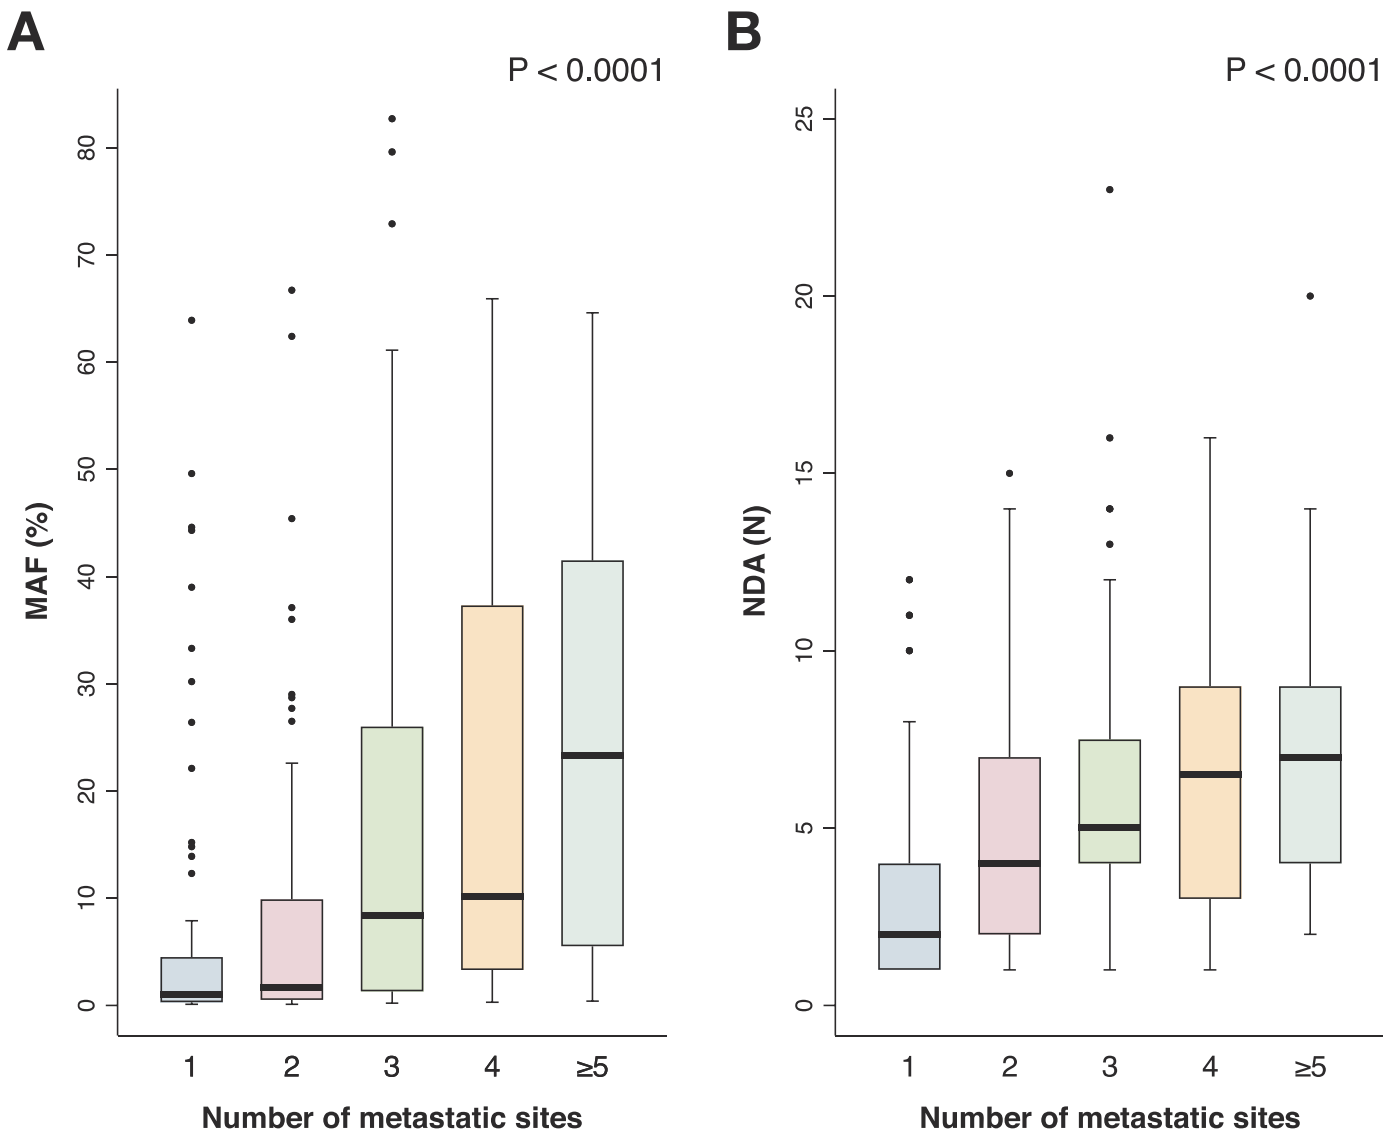 A
P < 0.0001
MAF (%)
80
70
60
50
40
30
20
10
0
1 2 3 4 ≥5
Number of metastatic sites
B
P < 0.0001
NDA (N)
25
20
15
10
5
0
1 2 3 4 ≥5
Number of metastatic sites